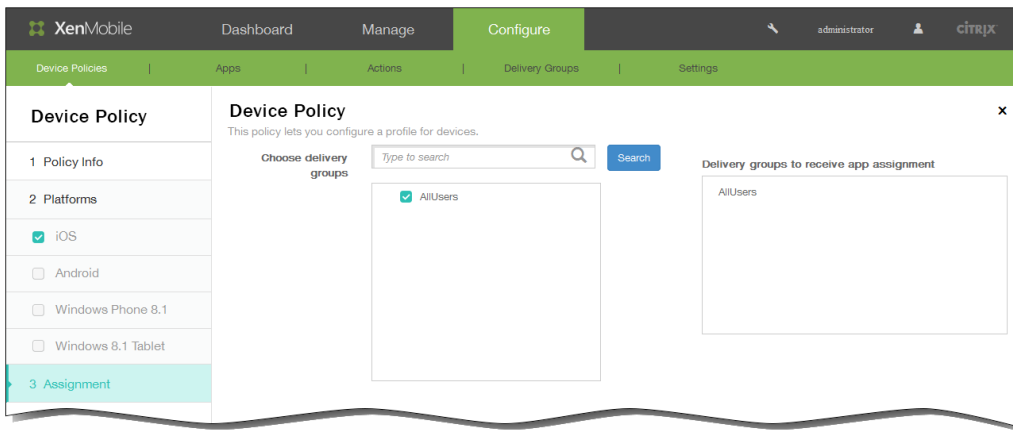 XenMobile Dashboard Manage Configure administrator CİTRIX
Device Policies | Apps | Actions | Delivery Groups | Settings
Device Policy
1 Policy Info
2 Platforms
iOS
Android
Windows Phone 8.1
Windows 8.1 Tablet
3 Assignment
Device Policy x
This policy lets you configure a profile for devices.
Choose delivery
groups
Type to search
Search
AllUsers
Delivery groups to receive app assignment
AllUsers